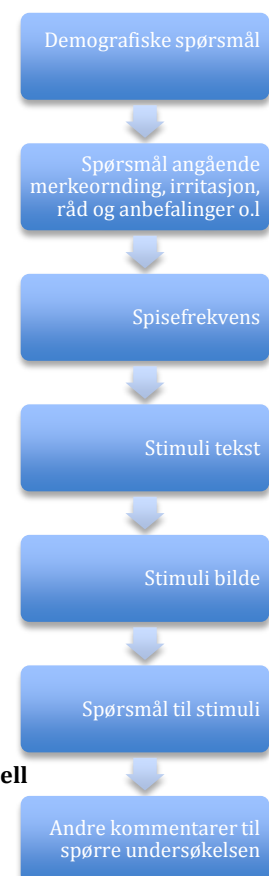 Demografiske spørsmål
Spørsmål angående
merkeornding, irritasjon,
råd og anbefalinger o.l
Spisefrekvens
Stimuli tekst
Stimuli bilde
Spørsmål til stimuli
ell
Andre kommentarer til
spørre undersøkelsen